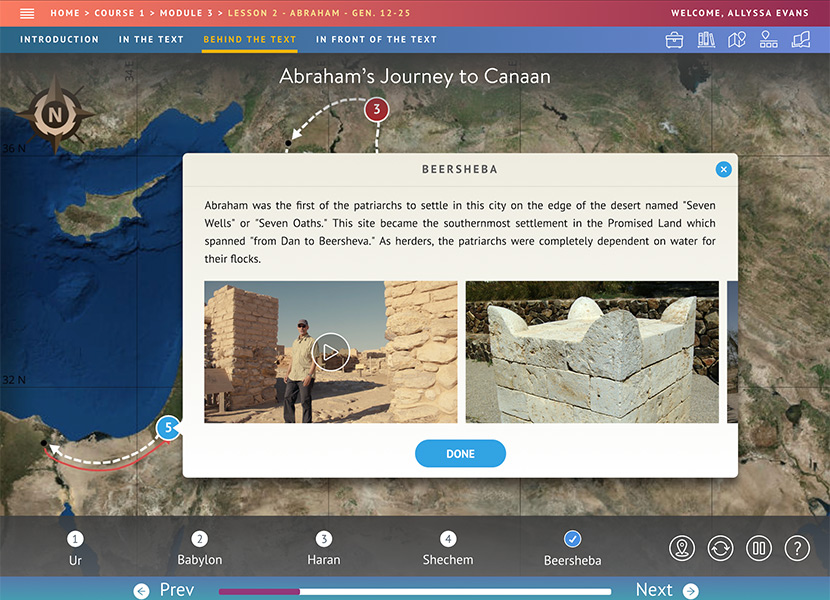 HOME > COURSE 1 > MODULE 3 > LESSON 2 - ABRAHAM - GEN. 12-25
WELCOME, ALLYSSA EVANS
INTRODUCTION
IN THE TEXT
BEHIND THE TEXT
IN FRONT OF THE TEXT
34 E
Abraham's Journey to Canaan
N
3
36 N
BEERSHEBA
Abraham was the first of the patriarchs to settle in this city on the edge of the desert named "Seven
Wells" or "Seven Oaths." This site became the southernmost settlement in the Promised Land which
spanned "from Dan to Beersheva." As herders, the patriarchs were completely dependent on water for
their flocks.
32 N
5
DONE
1
2
3
4
Ur
Babylon
Haran
Shechem
Beersheba
?
Prev
Next